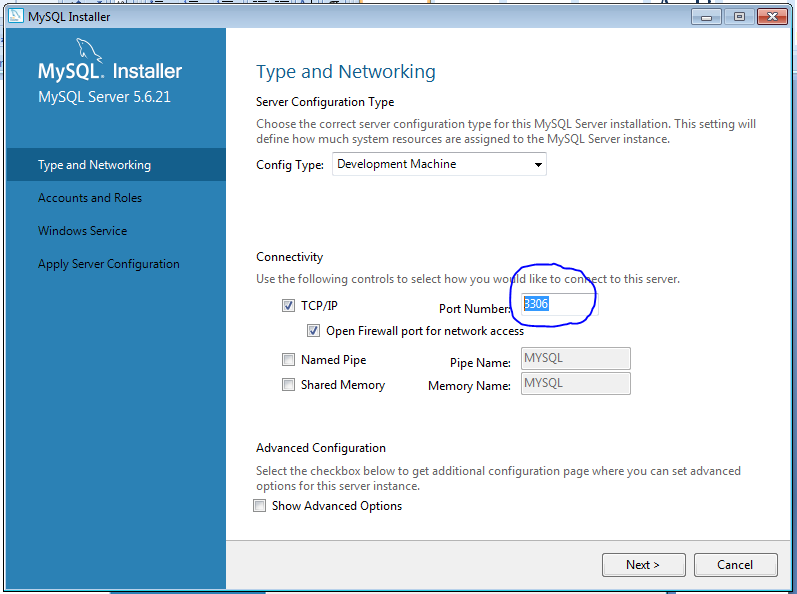 MySQL Installer
MySQL. Installer
MySQL Server 5.6.21
Type and Networking
Accounts and Roles
Windows Service
Apply Server Configuration
Type and Networking
Server Configuration Type
Choose the correct server configuration type for this MySQL Server installation. This setting will
define how much system resources are assigned to the MySQL Server instance.
Config Type: Development Machine
Connectivity
Use the following controls to select how you would like to connect to this server.
TCP/IP Port Number: 3306
Open Firewall port for network access
Named Pipe Pipe Name: MYSQL
Shared Memory Memory Name: MYSQL
Advanced Configuration
Select the checkbox below to get additional configuration page where you can set advanced
options for this server instance.
Show Advanced Options
Next > Cancel